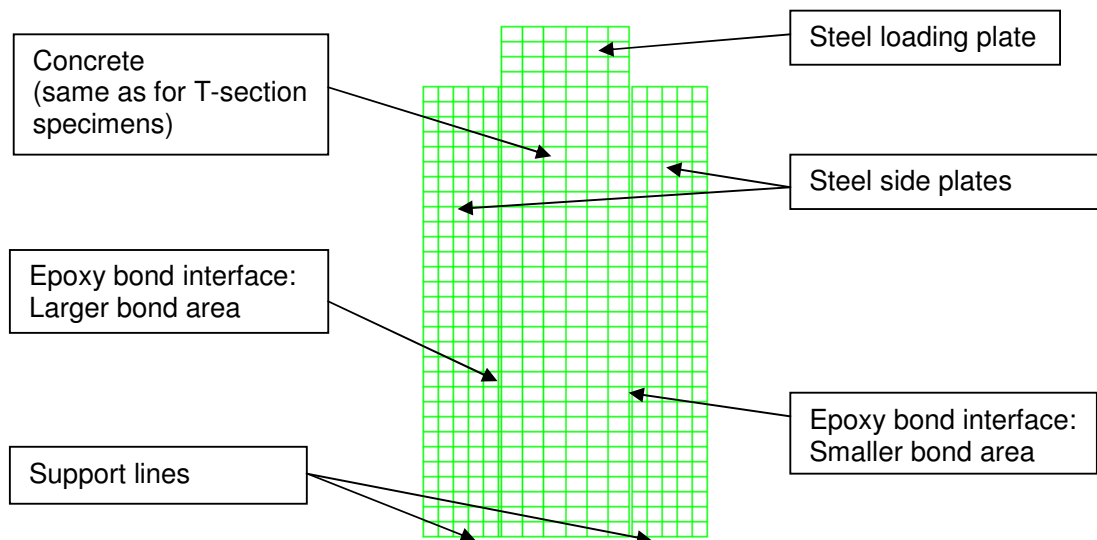 Concrete
(same as for T-section
specimens)
Steel loading plate
Steel side plates
Epoxy bond interface:
Larger bond area
Epoxy bond interface:
Smaller bond area
Support lines